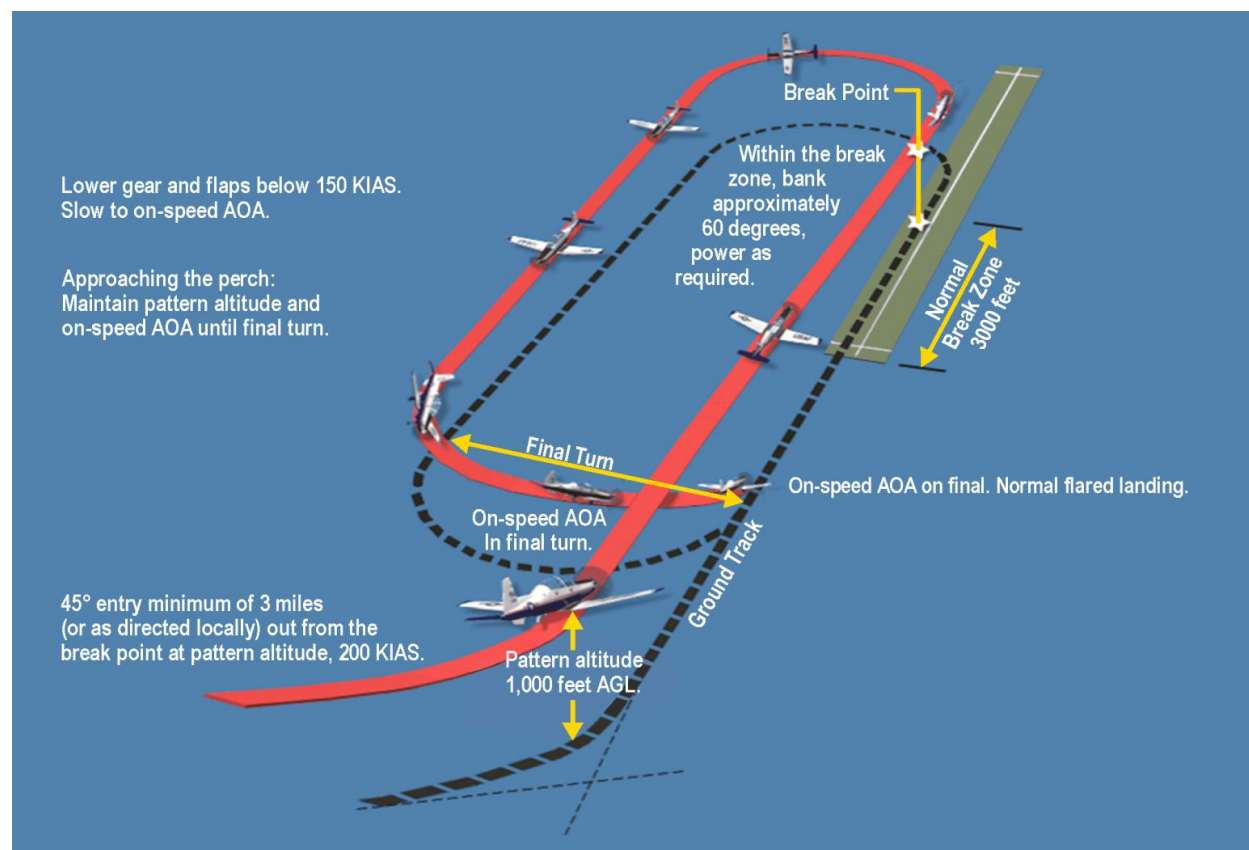 Break Point
Within the break
zone, bank
approximately
60 degrees,
power as
required.
Lower gear and flaps below 150 KIAS.
Slow to on-speed AOA.
Approaching the perch:
Maintain pattern altitude and
on-speed AOA until final turn.
Normal
Break Zone
3000 feet
Final Turn
On-speed AOA on final. Normal flared landing.
On-speed AOA
In final turn.
Ground Track
45° entry minimum of 3 miles
(or as directed locally) out from the
break point at pattern altitude, 200 KIAS.
Pattern altitude
1,000 feet AGL.